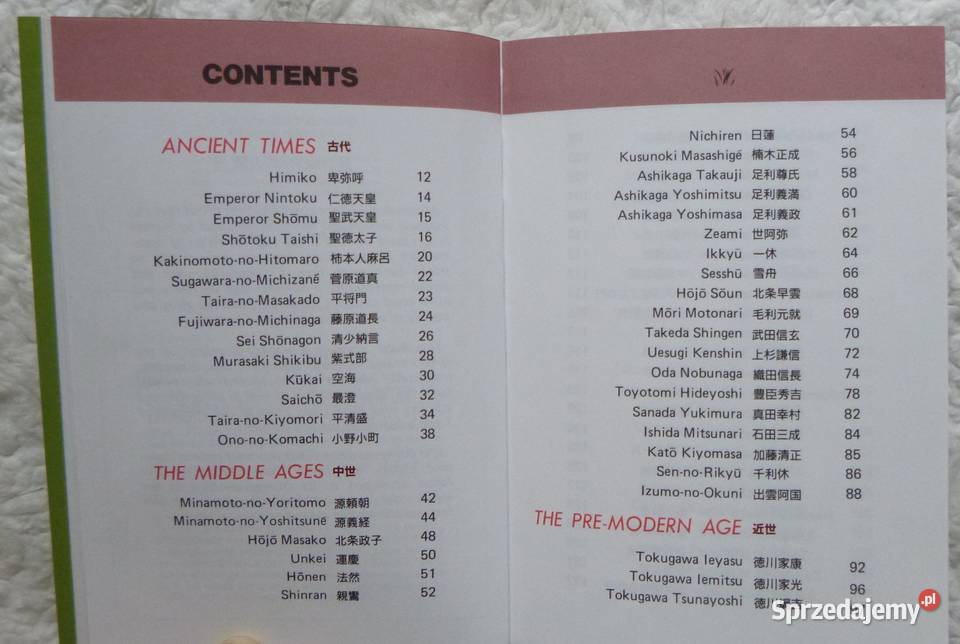 CONTENTS
ANCIENT TIMES 古代
Himiko 卑弥呼 12
Emperor Nintoku 仁徳天皇 14
Emperor Shōmu 聖武天皇 15
Shōtoku Taishi 聖徳太子 16
Kakinomoto-no-Hitomaro 柿本人麻呂 20
Sugawara-no-Michizané 菅原道真 22
Taira-no-Masakado 平将門 23
Fujiwara-no-Michinaga 藤原道長 24
Sei Shōnagon 清少納言 26
Murasaki Shikibu 紫式部 28
Kūkai 空海 30
Saichō 最澄 32
Taira-no-Kiyomori 平清盛 34
Ono-no-Komachi 小野小町 38
THE MIDDLE AGES 中世
Minamoto-no-Yoritomo 源頼朝 42
Minamoto-no-Yoshitsuné 源義経 44
Hōjō Masako 北条政子 48
Unkei 運慶 50
Hōnen 法然 51
Shinran 親鸞 52
Nichiren 日蓮 54
Kusunoki Masashigé 楠木正成 56
Ashikaga Takauji 足利尊氏 58
Ashikaga Yoshimitsu 足利義満 60
Ashikaga Yoshimasa 足利義政 61
Zeami 世阿弥 62
Ikkyū 一休 64
Sesshū 雪舟 66
Hōjō Sōun 北条早雲 68
Mōri Motonari 毛利元就 69
Takeda Shingen 武田信玄 70
Uesugi Kenshin 上杉謙信 72
Oda Nobunaga 織田信長 74
Toyotomi Hideyoshi 豊臣秀吉 78
Sanada Yukimura 真田幸村 82
Ishida Mitsunari 石田三成 84
Katō Kiyomasa 加藤清正 85
Sen-no-Rikyū 千利休 86
Izumo-no-Okuni 出雲阿国 88
THE PRE-MODERN AGE 近世
Tokugawa Ieyasu 徳川家康 92
Tokugawa Iemitsu 徳川家光 96
Tokugawa Tsunayoshi
Sprzedajemy.pl